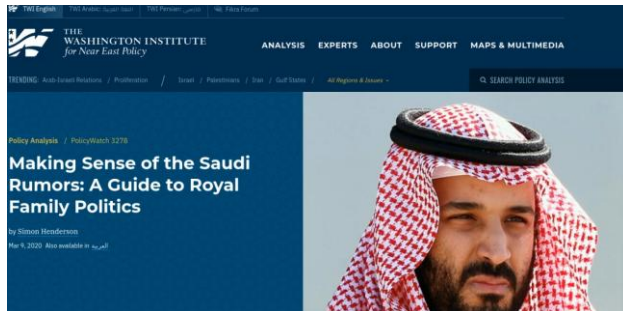 TWI English TWI Arabic: TWI Persian: Fikra Forum
THE
WASHINGTON INSTITUTE
for Near East Policy
ANALYSIS EXPERTS ABOUT SUPPORT MAPS & MULTIMEDIA
TRENDING: Arab-Israeli Relations / Proliferation / Israel / Palestinians / Iran / Gulf States / All Regions & Issues
SEARCH POLICY ANALYSIS
Policy Analysis / PolicyWatch 3278
Making Sense of the Saudi
Rumors: A Guide to Royal
Family Politics
by Simon Henderson
Mar 9, 2020 Also available in العربية